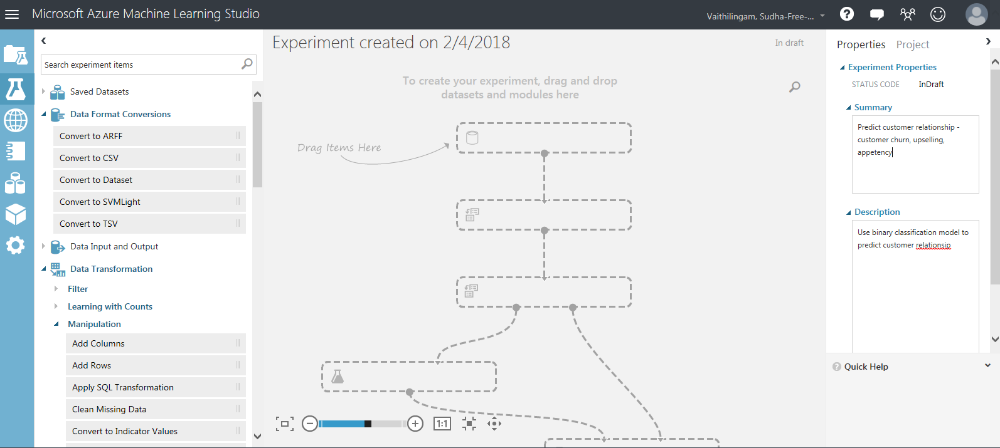 Microsoft Azure Machine Learning Studio
Vaithilingam, Sudha-Free-...
Search experiment items
Saved Datasets
Data Format Conversions
Convert to ARFF
Convert to CSV
Convert to Dataset
Convert to SVMLight
Convert to TSV
Data Input and Output
Data Transformation
Filter
Learning with Counts
Manipulation
Add Columns
Add Rows
Apply SQL Transformation
Clean Missing Data
Convert to Indicator Values
Experiment created on 2/4/2018
In draft
To create your experiment, drag and drop
datasets and modules here
Drag Items Here
1:1
Properties Project
Experiment Properties
STATUS CODE InDraft
Summary
Predict customer relationship -
customer churn, upselling,
appetency
Description
Use binary classification model to
predict customer relationsip
Quick Help